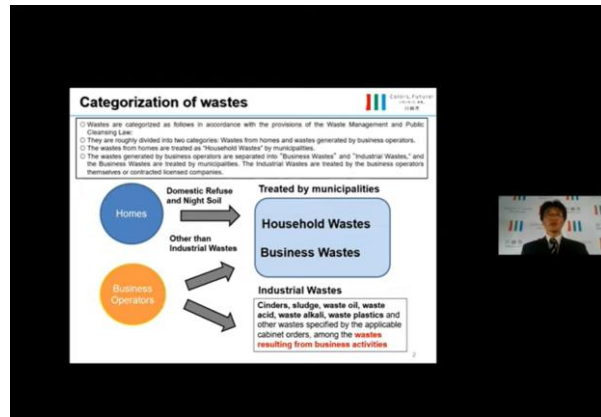 Categorization of wastes
Colors, Future!
○ Wastes are categorized as follows in accordance with the provisions of the Waste Management and Public
Cleansing Law:
○ They are roughly divided into two categories: Wastes from homes and wastes generated by business operators.
○ The wastes from homes are treated as "Household Wastes" by municipalities.
○ The wastes generated by business operators are separated into "Business Wastes" and "Industrial Wastes," and
the Business Wastes are treated by municipalities. The Industrial Wastes are treated by the business operators
themselves or contracted licensed companies.
Homes
Domestic Refuse
and Night Soil
Other than
Industrial Wastes
Business
Operators
Treated by municipalities
Household Wastes
Business Wastes
Industrial Wastes
Cinders, sludge, waste oil, waste
acid, waste alkali, waste plastics and
other wastes specified by the applicable
cabinet orders, among the wastes
resulting from business activities
2